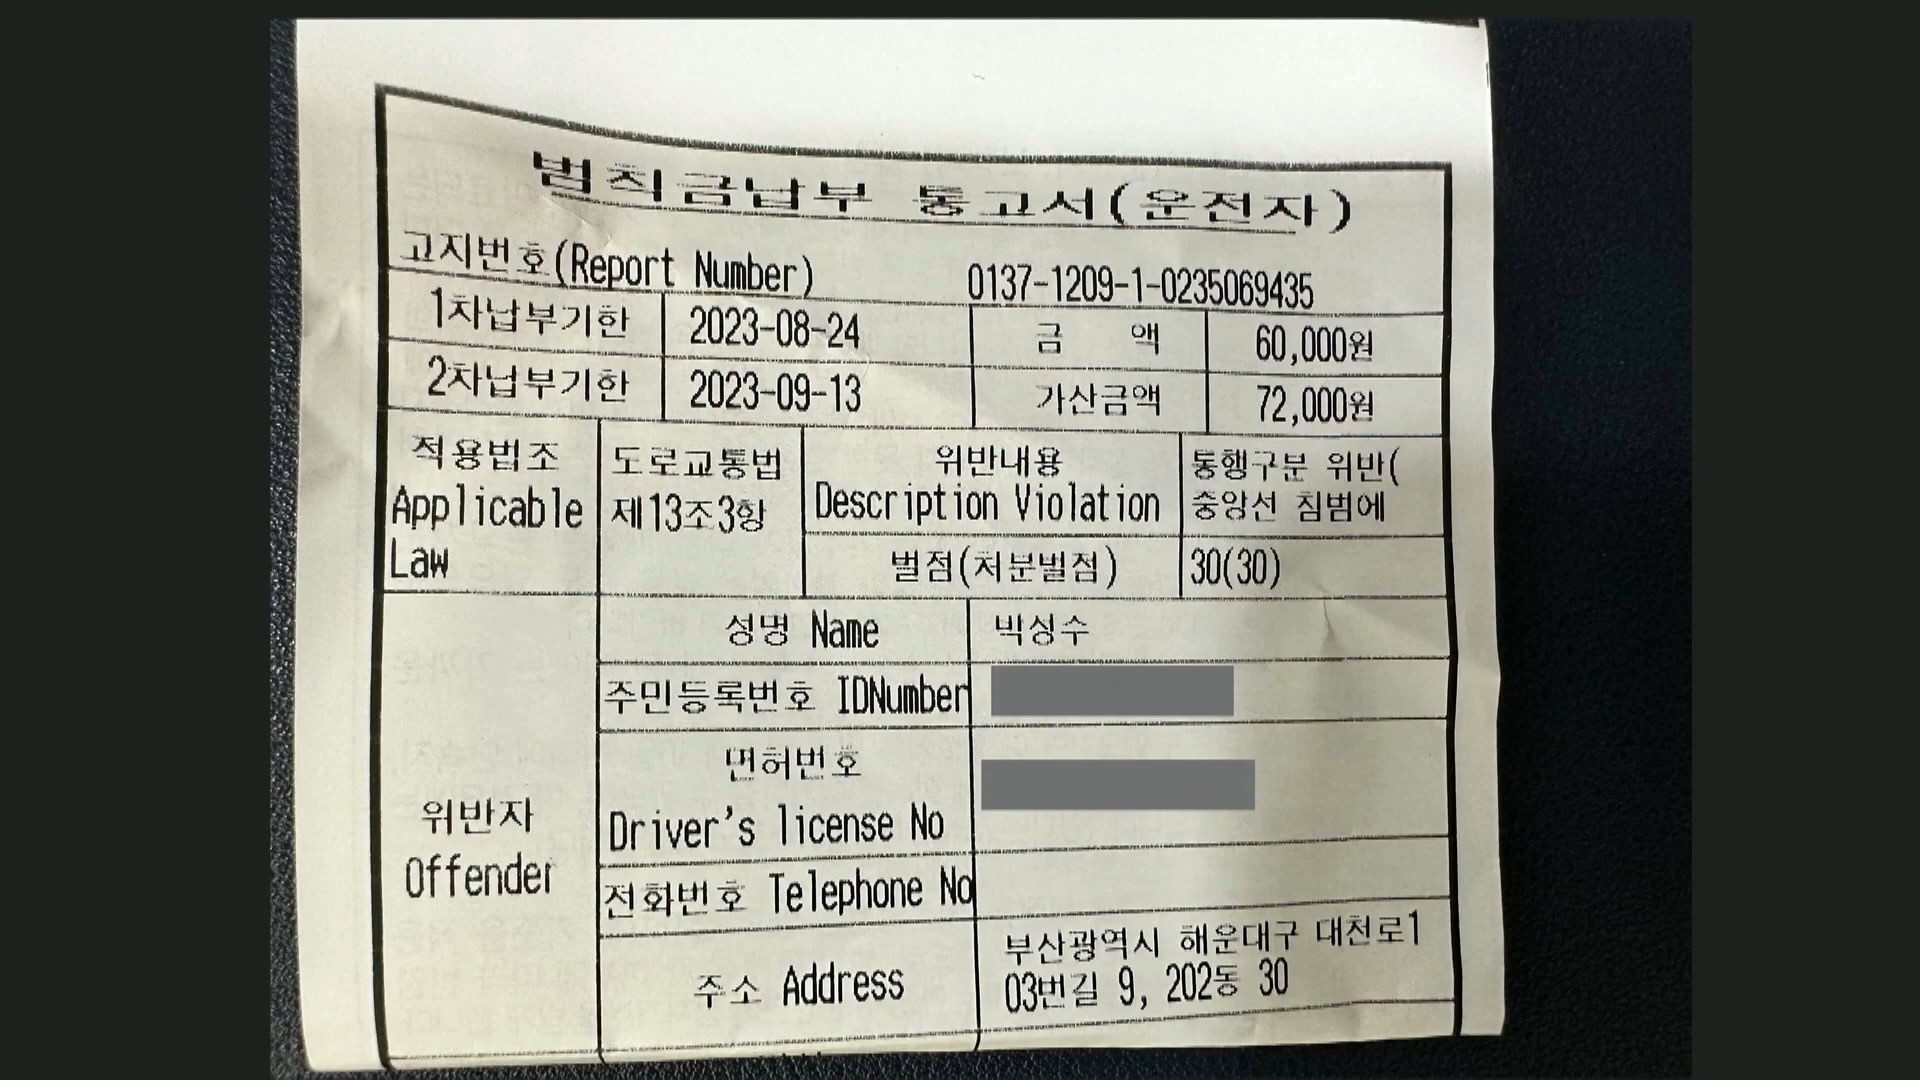 범칙금납부 통고서(운전자)
고지번호(Report Number) 0137-1209-1-0235069435
1차납부기한 2023-08-24 금 액 60,000원
2차납부기한 2023-09-13 가산금액 72,000원
적용법조 도로교통법 위반내용 통행구분 위반(
Applicable 제13조3항 Description Violation 중앙선 침범에
Law 벌점(처분벌점) 30(30)
성명 Name 박성수
주민등록번호 IDNumber
면허번호
위반자 Driver's license No
Offender 전화번호 Telephone No
부산광역시 해운대구 대천로1
주소 Address 03번길 9, 202동 30